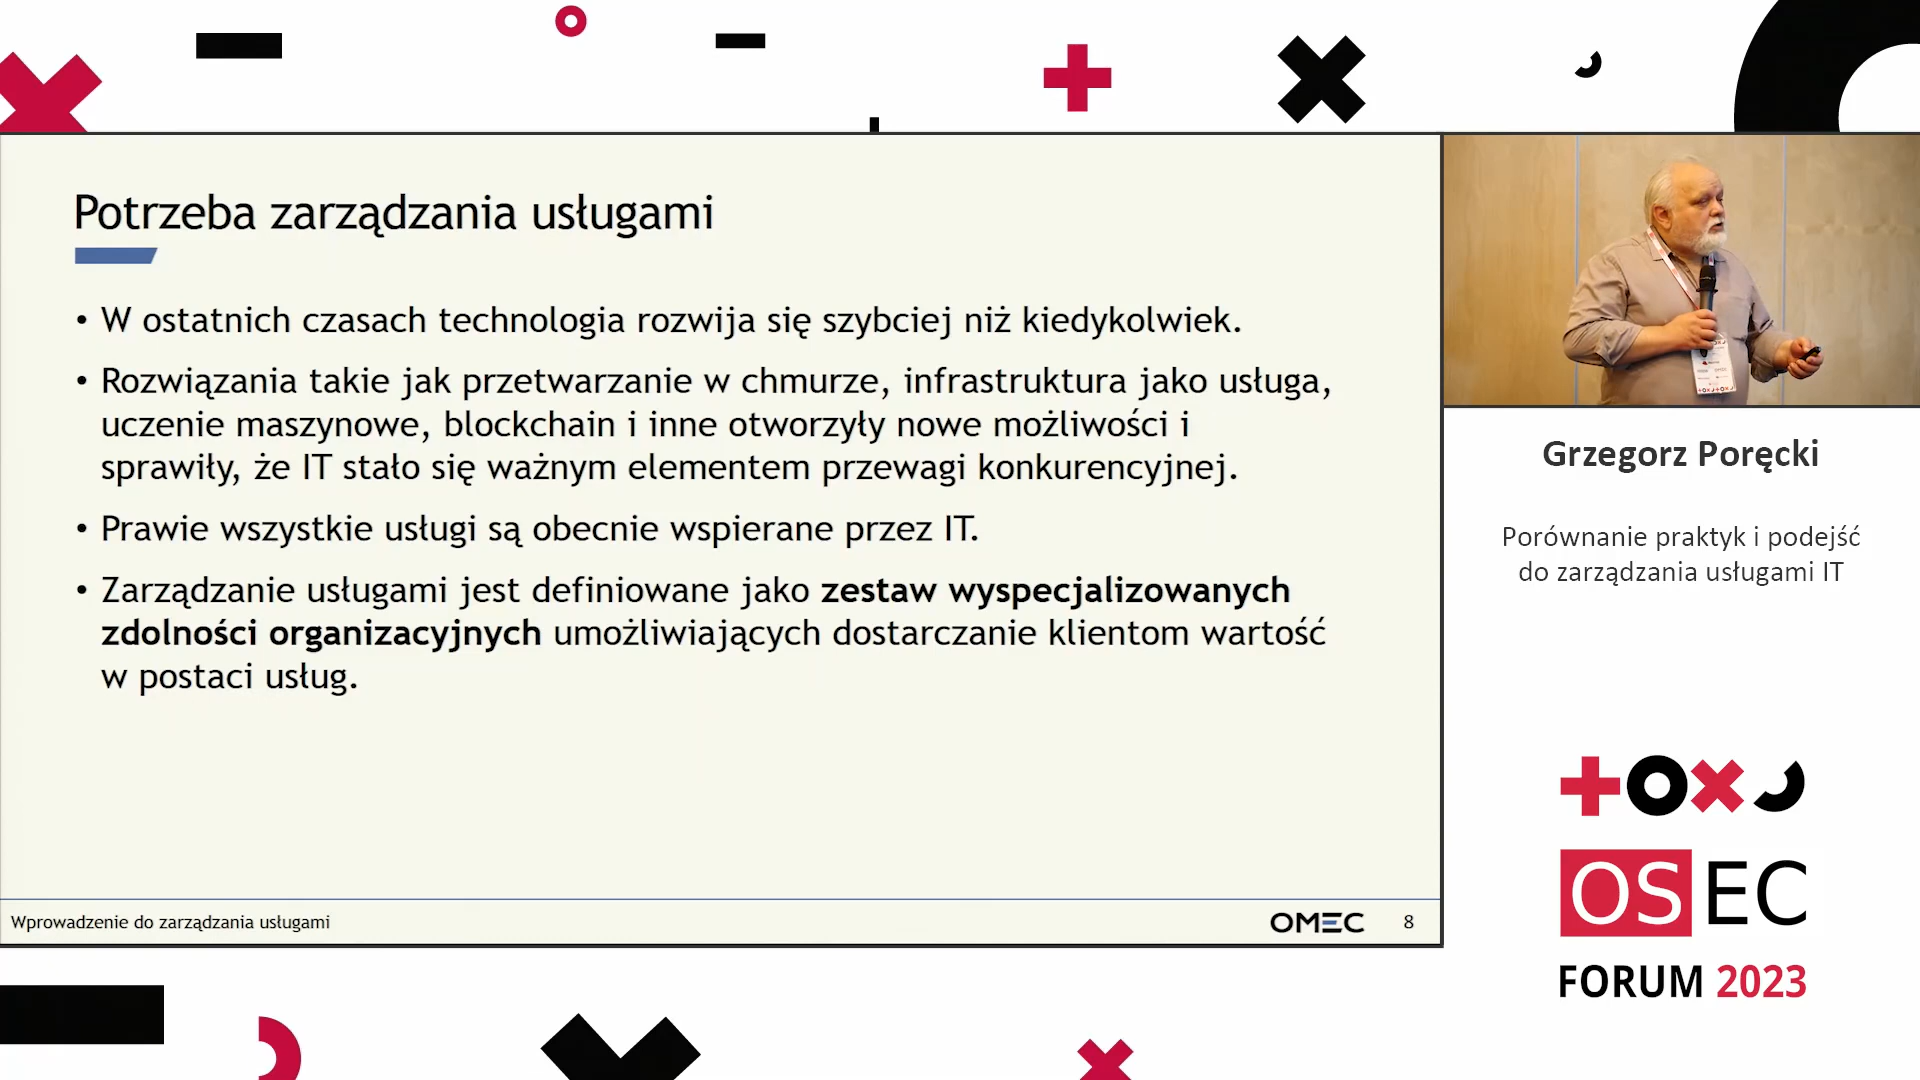 Potrzeba zarządzania usługami
• W ostatnich czasach technologia rozwija się szybciej niż kiedykolwiek.
• Rozwiązania takie jak przetwarzanie w chmurze, infrastruktura jako usługa,
uczenie maszynowe, blockchain i inne otworzyły nowe możliwości i
sprawiły, że IT stało się ważnym elementem przewagi konkurencyjnej.
• Prawie wszystkie usługi są obecnie wspierane przez IT.
• Zarządzanie usługami jest definiowane jako zestaw wyspecjalizowanych
zdolności organizacyjnych umożliwiających dostarczanie klientom wartość
w postaci usług.
Wprowadzenie do zarządzania usługami
OMEC
8
Grzegorz Poręcki
Porównanie praktyk i podejść
do zarządzania usługami IT
OSEC
FORUM 2023